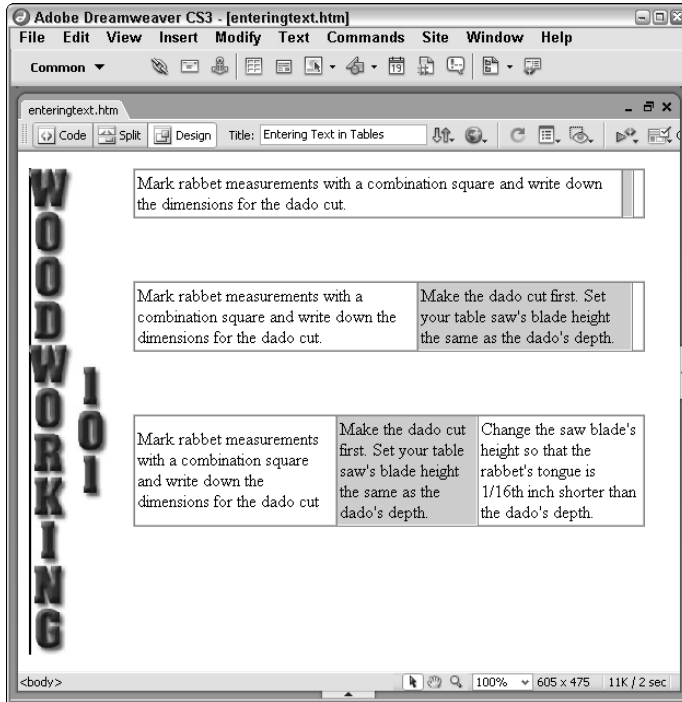 Adobe Dreamweaver CS3 - [enteringtext.htm]
File Edit View Insert Modify Text Commands Site Window Help
Common
19
enteringtext.htm
Code Split Design Title: Entering Text in Tables
WOODWORKING
101
Mark rabbet measurements with a combination square and write down
the dimensions for the dado cut.
Mark rabbet measurements with a
combination square and write down the
dimensions for the dado cut.
Make the dado cut first. Set
your table saw's blade height
the same as the dado's depth.
Mark rabbet measurements
with a combination square
and write down the
dimensions for the dado cut
Make the dado cut
first. Set your table
saw's blade height
the same as the
dado's depth.
Change the saw blade's
height so that the
rabbet's tongue is
1/16th inch shorter than
the dado's depth.
<body> 100% 605 x 475 11K / 2 sec